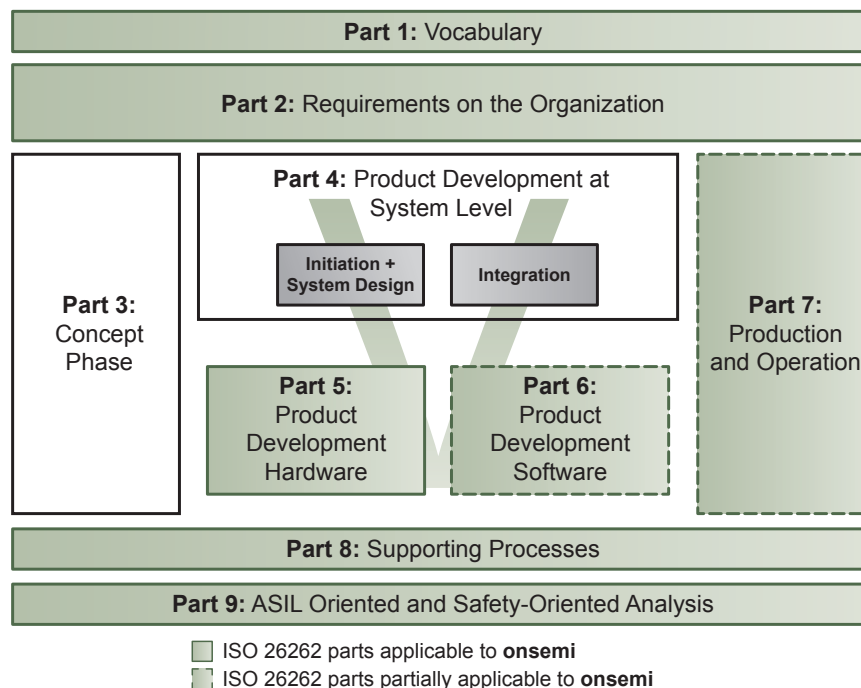 Part 1: Vocabulary
Part 2: Requirements on the Organization
Part 3:
Concept
Phase
Part 4: Product Development at
System Level
Initiation +
System Design
Integration
Part 5:
Product
Development
Hardware
Part 6:
Product
Development
Software
Part 7:
Production
and Operation
Part 8: Supporting Processes
Part 9: ASIL Oriented and Safety-Oriented Analysis
ISO 26262 parts applicable to onsemi
ISO 26262 parts partially applicable to onsemi